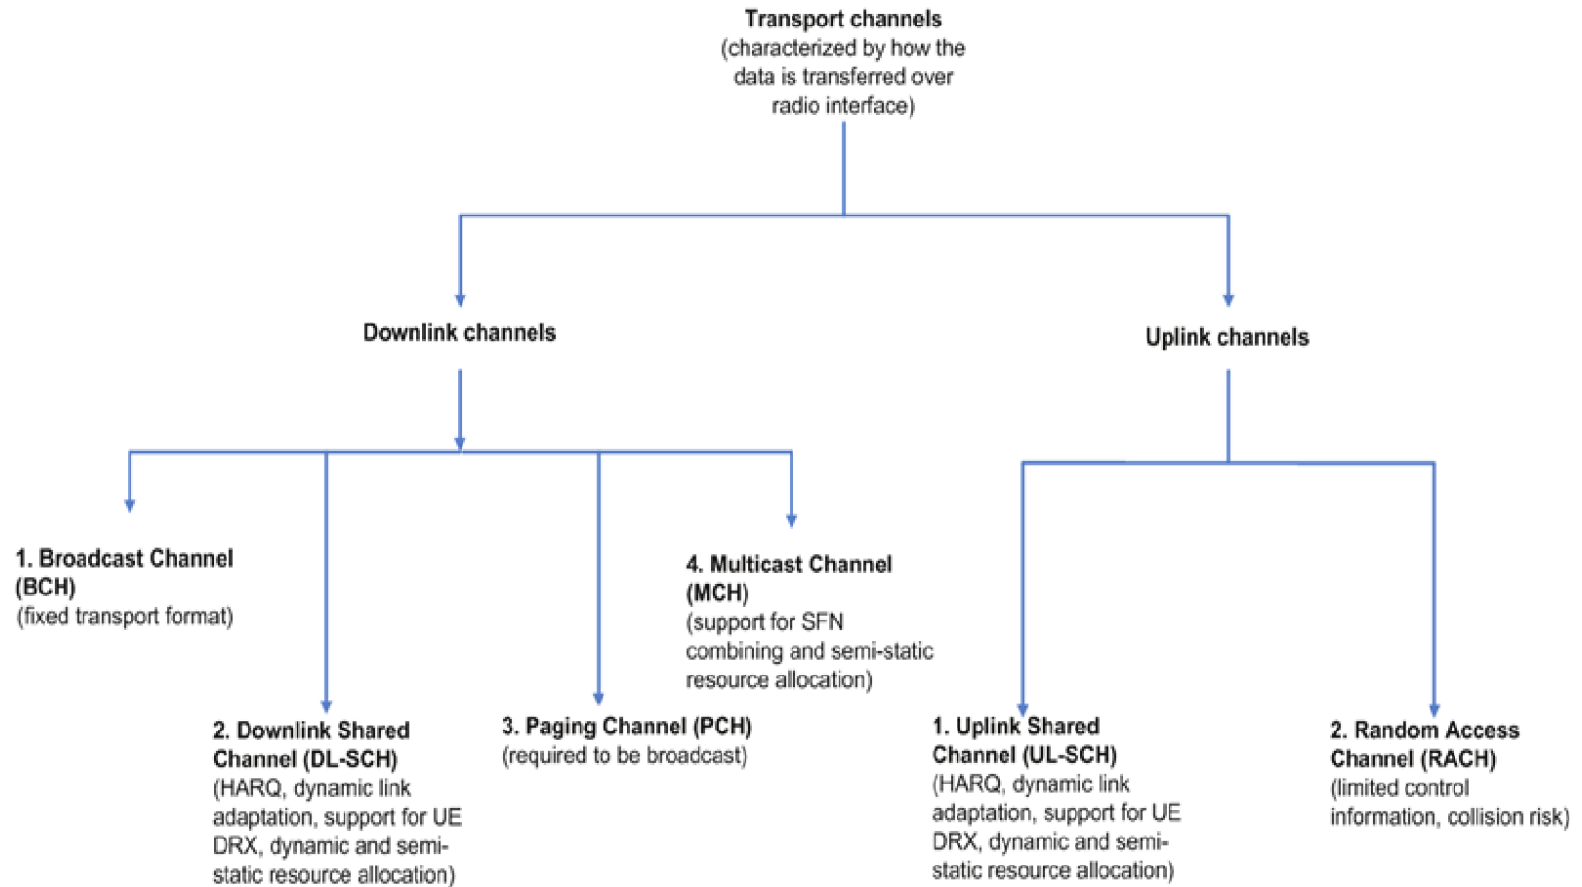 Transport channels
(characterized by how the
data is transferred over
radio interface)
Downlink channels
Uplink channels
1. Broadcast Channel
(BCH)
(fixed transport format)
2. Downlink Shared
Channel (DL-SCH)
(HARQ, dynamic link
adaptation, support for UE
DRX, dynamic and semi-
static resource allocation)
3. Paging Channel (PCH)
(required to be broadcast)
4. Multicast Channel
(MCH)
(support for SFN
combining and semi-static
resource allocation)
1. Uplink Shared
Channel (UL-SCH)
(HARQ, dynamic link
adaptation, support for UE
DRX, dynamic and semi-
static resource allocation)
2. Random Access
Channel (RACH)
(limited control
information, collision risk)